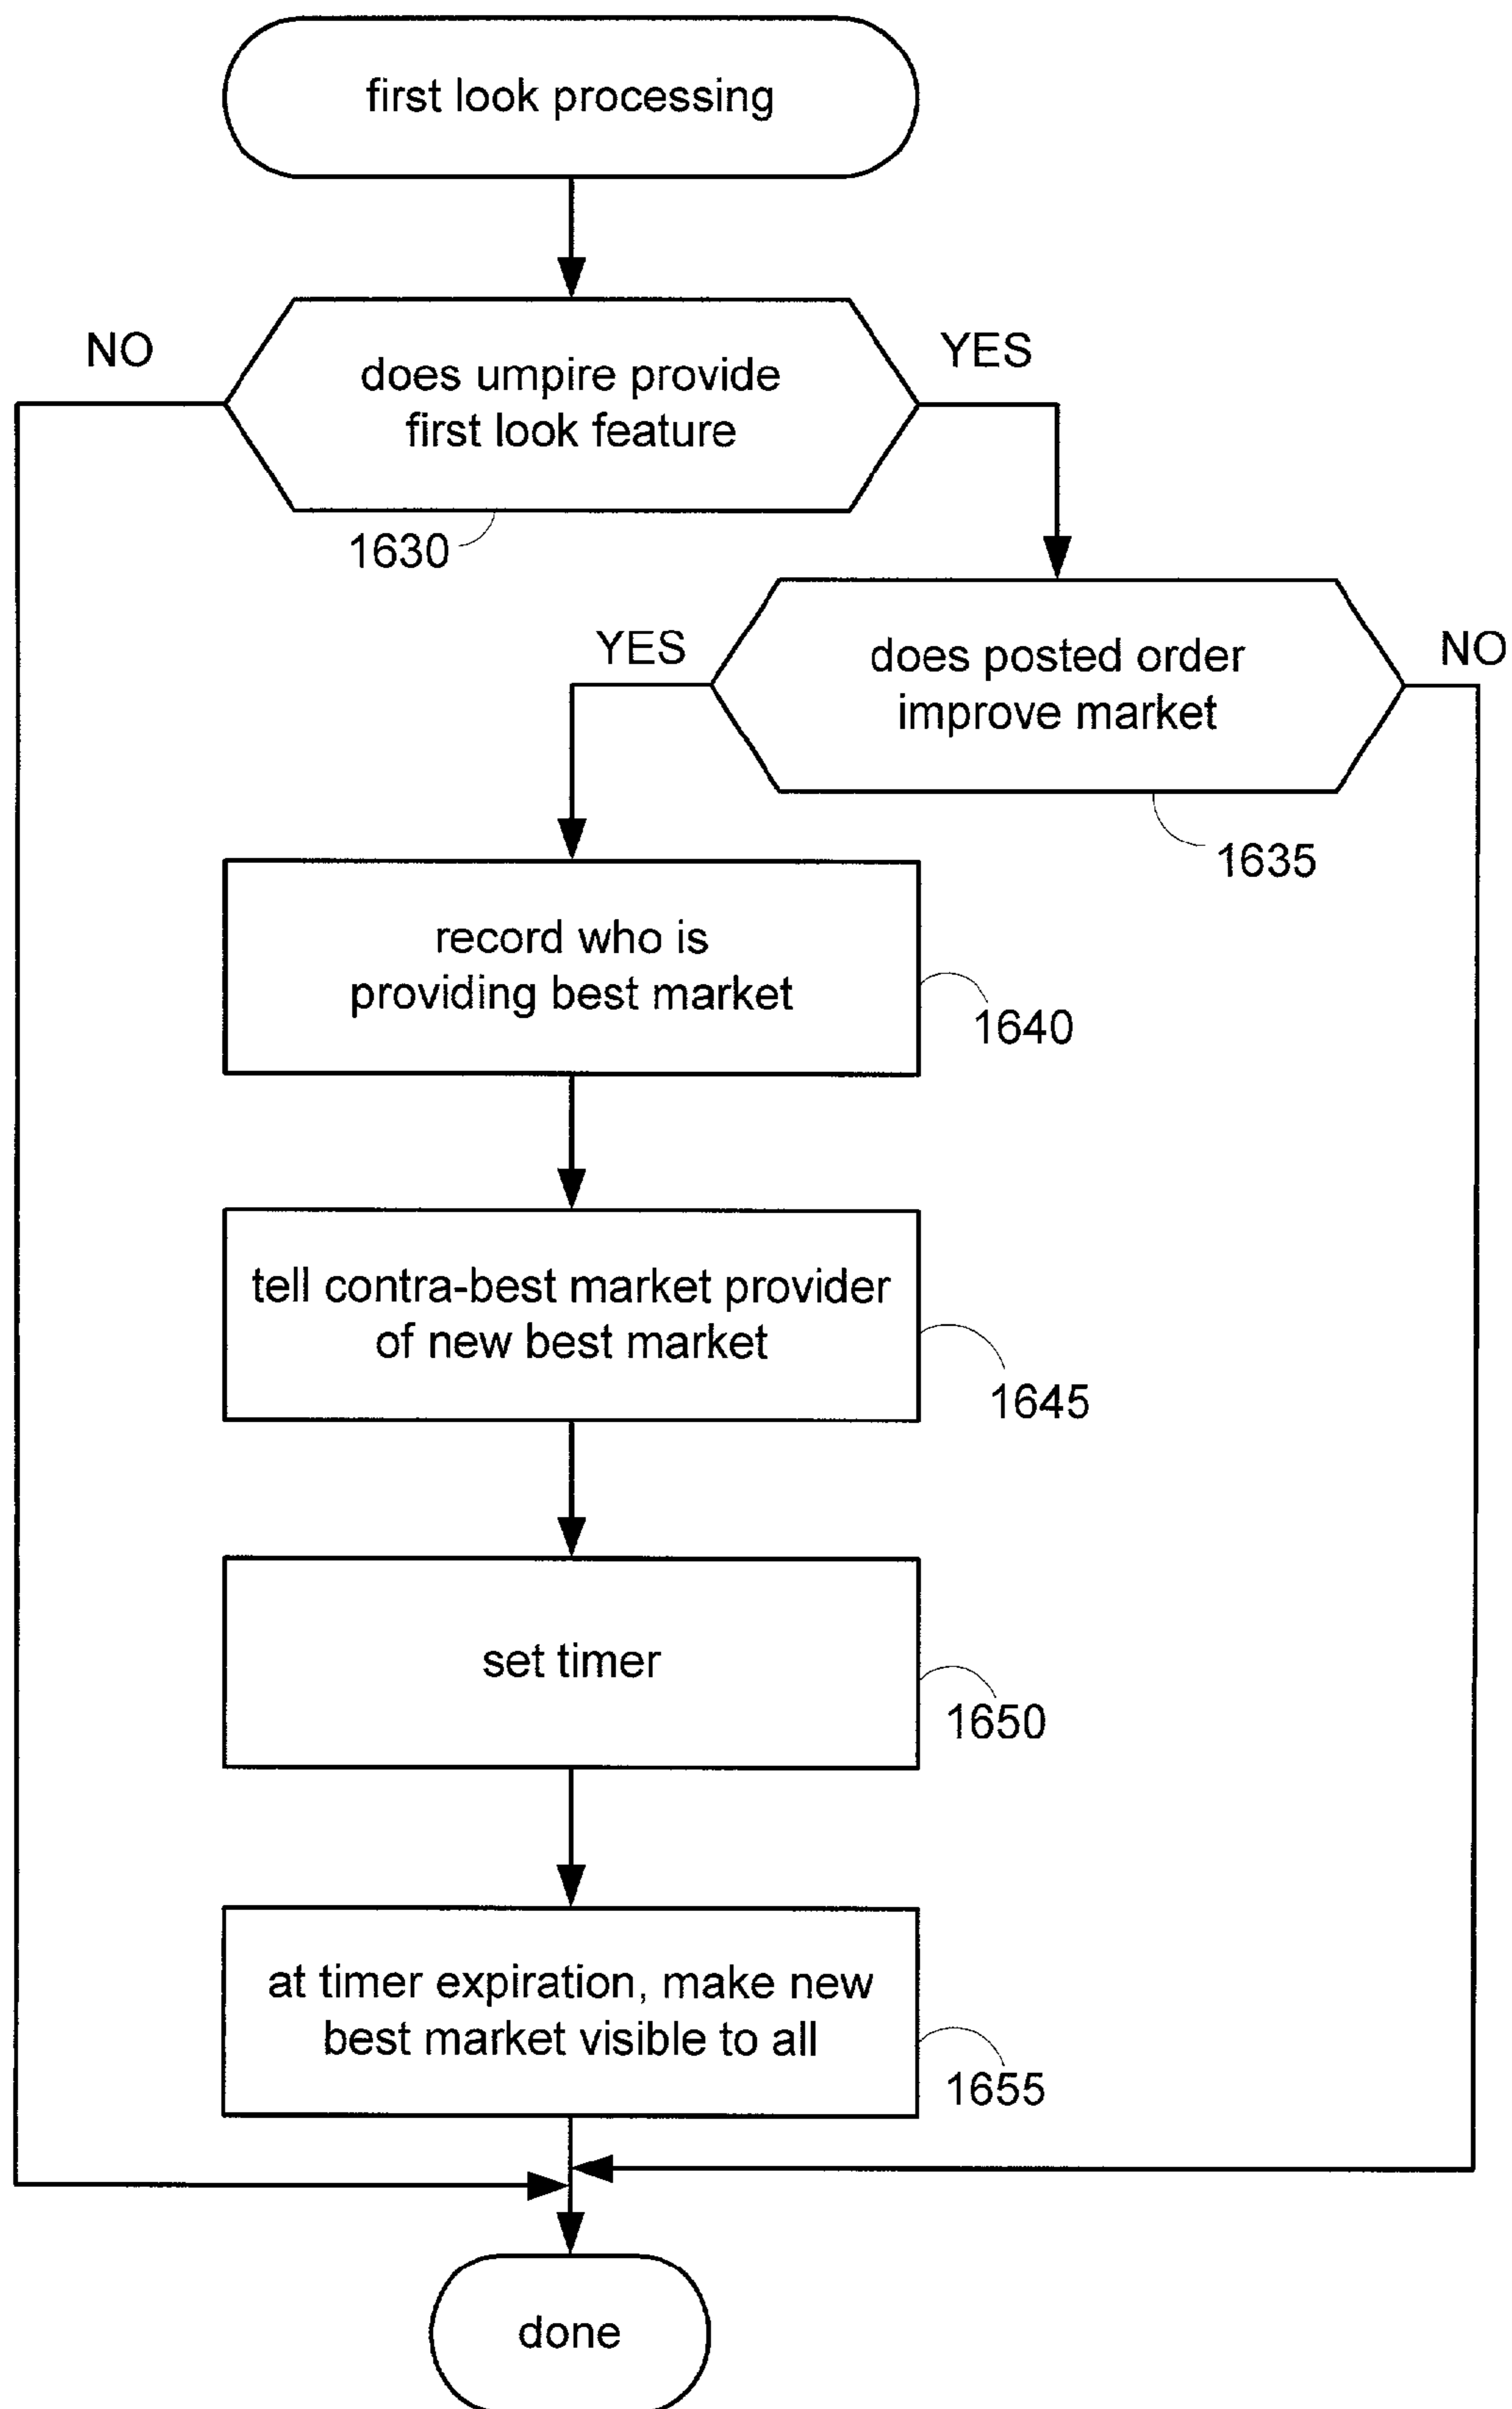 first look processing
NO
YES
does umpire provide
first look feature
1630
YES
NO
does posted order
improve market
1635
record who is
providing best market
1640
tell contra-best market provider
of new best market
1645
set timer
1650
at timer expiration, make new
best market visible to all
1655
done